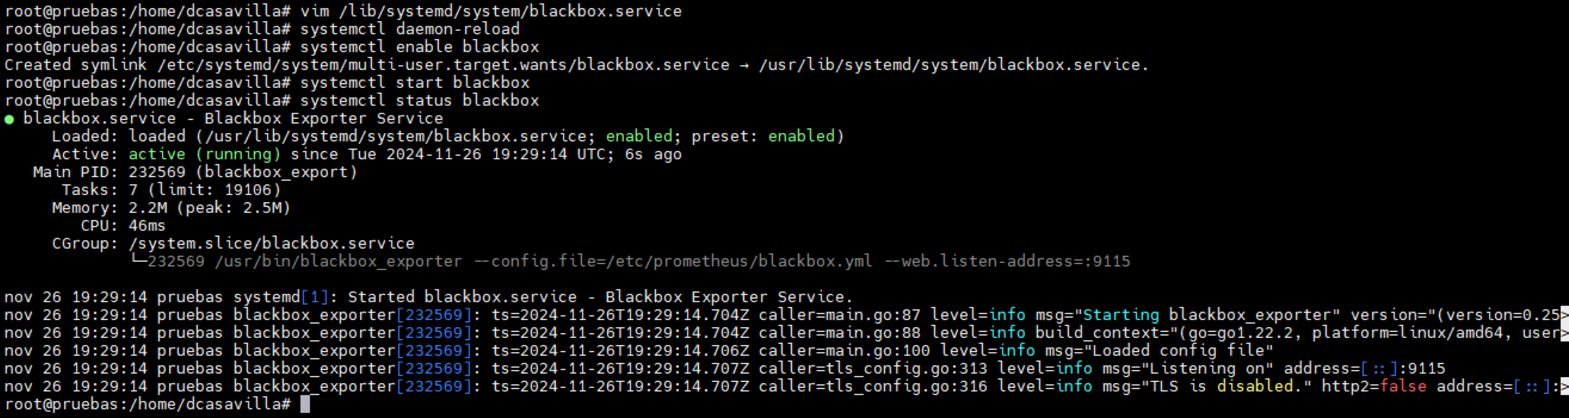 root@pruebas:/home/dcasavilla# vim /lib/systemd/system/blackbox.service
root@pruebas:/home/dcasavilla# systemctl daemon-reload
root@pruebas:/home/dcasavilla# systemctl enable blackbox
Created symlink /etc/systemd/system/multi-user.target.wants/blackbox.service → /usr/lib/systemd/system/blackbox.service.
root@pruebas:/home/dcasavilla# systemctl start blackbox
root@pruebas:/home/dcasavilla# systemctl status blackbox
● blackbox.service - Blackbox Exporter Service
     Loaded: loaded (/usr/lib/systemd/system/blackbox.service; enabled; preset: enabled)
     Active: active (running) since Tue 2024-11-26 19:29:14 UTC; 6s ago
   Main PID: 232569 (blackbox_export)
      Tasks: 7 (limit: 19106)
     Memory: 2.2M (peak: 2.5M)
        CPU: 46ms
     CGroup: /system.slice/blackbox.service
             └─232569 /usr/bin/blackbox_exporter --config.file=/etc/prometheus/blackbox.yml --web.listen-address=:9115
nov 26 19:29:14 pruebas systemd[1]: Started blackbox.service - Blackbox Exporter Service.
nov 26 19:29:14 pruebas blackbox_exporter[232569]: ts=2024-11-26T19:29:14.704Z caller=main.go:87 level=info msg="Starting blackbox_exporter" version="(version=0.25>
nov 26 19:29:14 pruebas blackbox_exporter[232569]: ts=2024-11-26T19:29:14.704Z caller=main.go:88 level=info build_context="(go=go1.22.2, platform=linux/amd64, user>
nov 26 19:29:14 pruebas blackbox_exporter[232569]: ts=2024-11-26T19:29:14.706Z caller=main.go:100 level=info msg="Loaded config file"
nov 26 19:29:14 pruebas blackbox_exporter[232569]: ts=2024-11-26T19:29:14.707Z caller=tls_config.go:313 level=info msg="Listening on" address=[::]:9115
nov 26 19:29:14 pruebas blackbox_exporter[232569]: ts=2024-11-26T19:29:14.707Z caller=tls_config.go:316 level=info msg="TLS is disabled." http2=false address=[::]:>
root@pruebas:/home/dcasavilla#